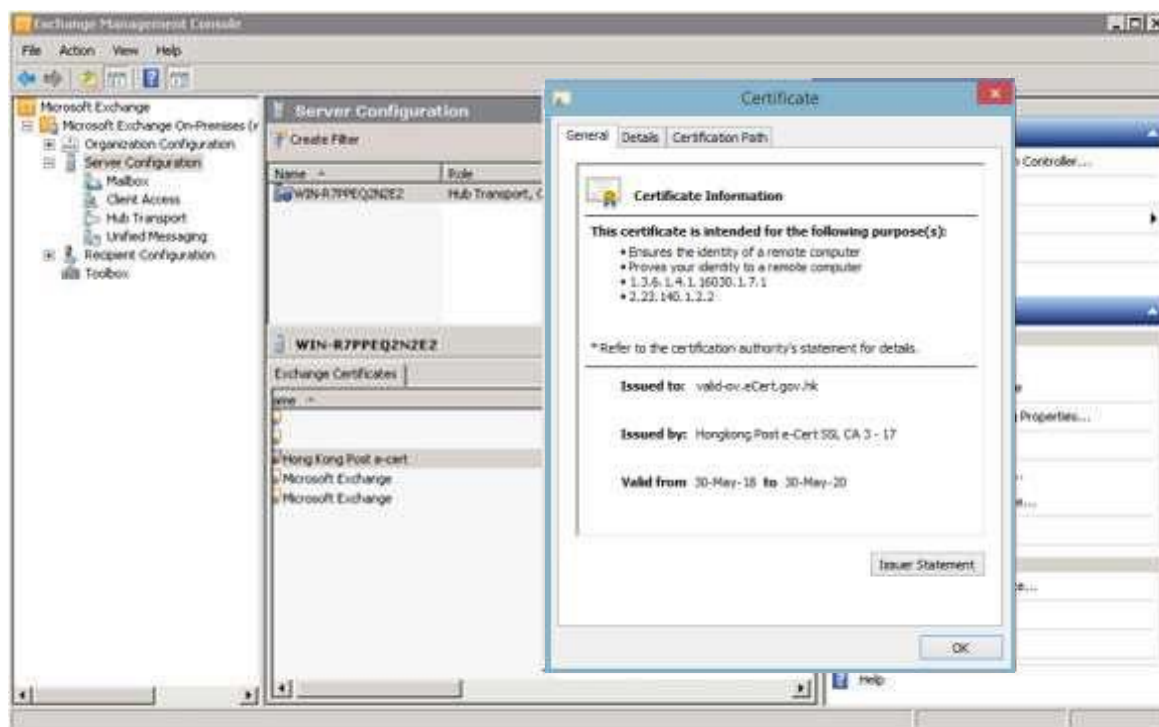 Exchange Management Console
File Action View Help
Microsoft Exchange
Microsoft Exchange On-Premises (
Organization Configuration
Server Configuration
Mailbox
Client Access
Hub Transport
Unified Messaging
Recipient Configuration
Toolbox
Server Configuration
Create Filter
Name
Role
WIN-R7PPEQ2N2E2
Hub Transport, C
WIN-R7PPEQ2N2E2
Exchange Certificates
ame
Hong Kong Post e-cert
Microsoft Exchange
Microsoft Exchange
Certificate
General Details Certification Path
Certificate Information
This certificate is intended for the following purpose(s):
• Ensures the identity of a remote computer
• Proves your identity to a remote computer
• 1.3.6.1.4.1.16030.1.7.1
• 2.23.140.1.2.2
* Refer to the certification authority's statement for details.
Issued to: valid-ov.eCert.gov.hk
Issued by: Hongkong Post e-Cert SSL CA 3 - 17
Valid from 30-May-18 to 30-May-20
Issuer Statement
OK
Controller...
Properties...
Help